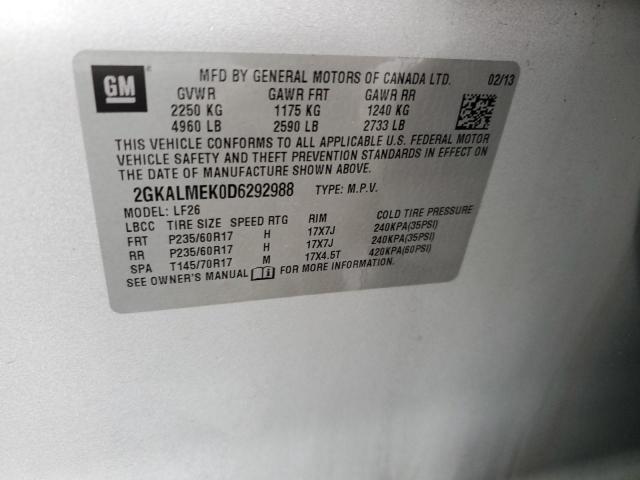 GM
MFD BY GENERAL MOTORS OF CANADA LTD. 02/13
GVWR GAWR FRT GAWR RR
2250 KG 1175 KG 1240 KG
4960 LB 2590 LB 2733 LB
THIS VEHICLE CONFORMS TO ALL APPLICABLE U.S. FEDERAL MOTOR
VEHICLE SAFETY AND THEFT PREVENTION STANDARDS IN EFFECT ON
THE DATE OF MANUFACTURE SHOWN ABOVE.
2GKALMEK0D6292988 TYPE: M.P.V.
MODEL: LF26
LBCC TIRE SIZE SPEED RTG RIM COLD TIRE PRESSURE
FRT P235/60R17 H 17X7J 240KPA(35PSI)
RR P235/60R17 H 17X7J 240KPA(35PSI)
SPA T145/70R17 M 17X4.5T 420KPA(60PSI)
SEE OWNER'S MANUAL FOR MORE INFORMATION.